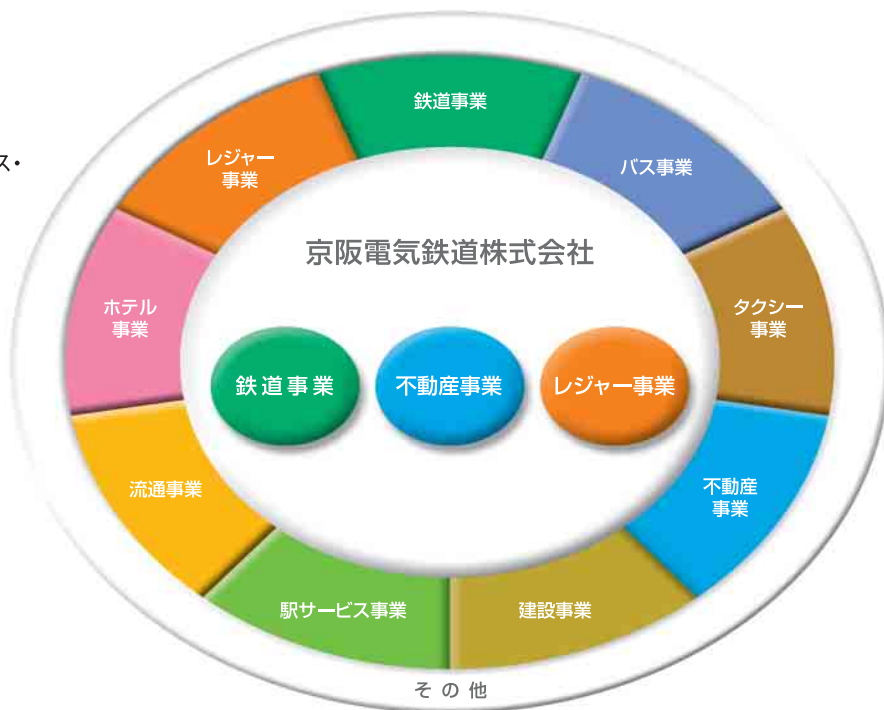 鉄道事業
バス事業
ス・
レジャー
事業
京阪電気鉄道株式会社
ホテル
事業
タクシー
事業
鉄道事業
不動産事業
レジャー事業
流通事業
不動産
事業
駅サービス事業
建設事業
その他